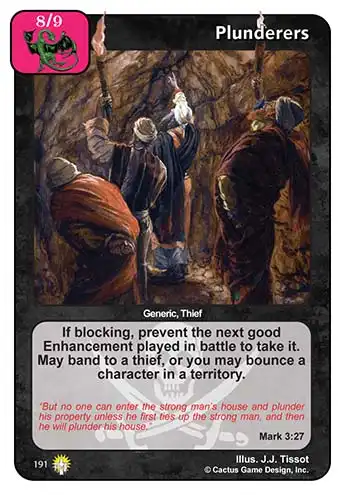 8/9
Plunderers
Generic, Thief
If blocking, prevent the next good
Enhancement played in battle to take it.
May band to a thief, or you may bounce a
character in a territory.
"But no one can enter the strong man's house and plunder
his property unless he first ties up the strong man, and then
he will plunder his house."
Mark 3:27
191
Illus. J.J. Tissot
© Cactus Game Design, Inc.